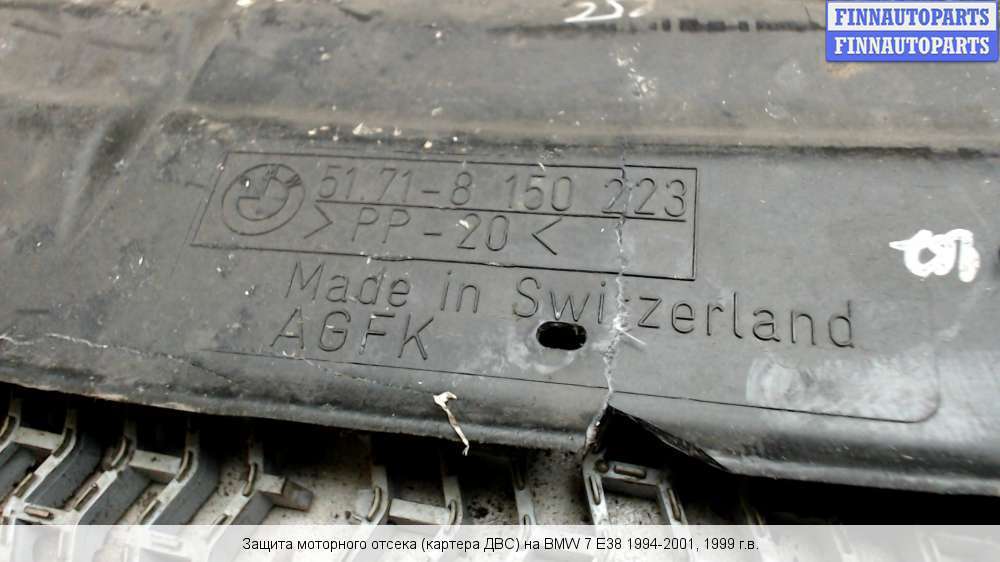 FINNAUTOPARTS
FINNAUTOPARTS
51.71-8 150 223
> PP - 20 <
Made in Switzerland
AGFK
Защита моторного отсека (картера ДВС) на BMW 7 E38 1994-2001, 1999 г.в.